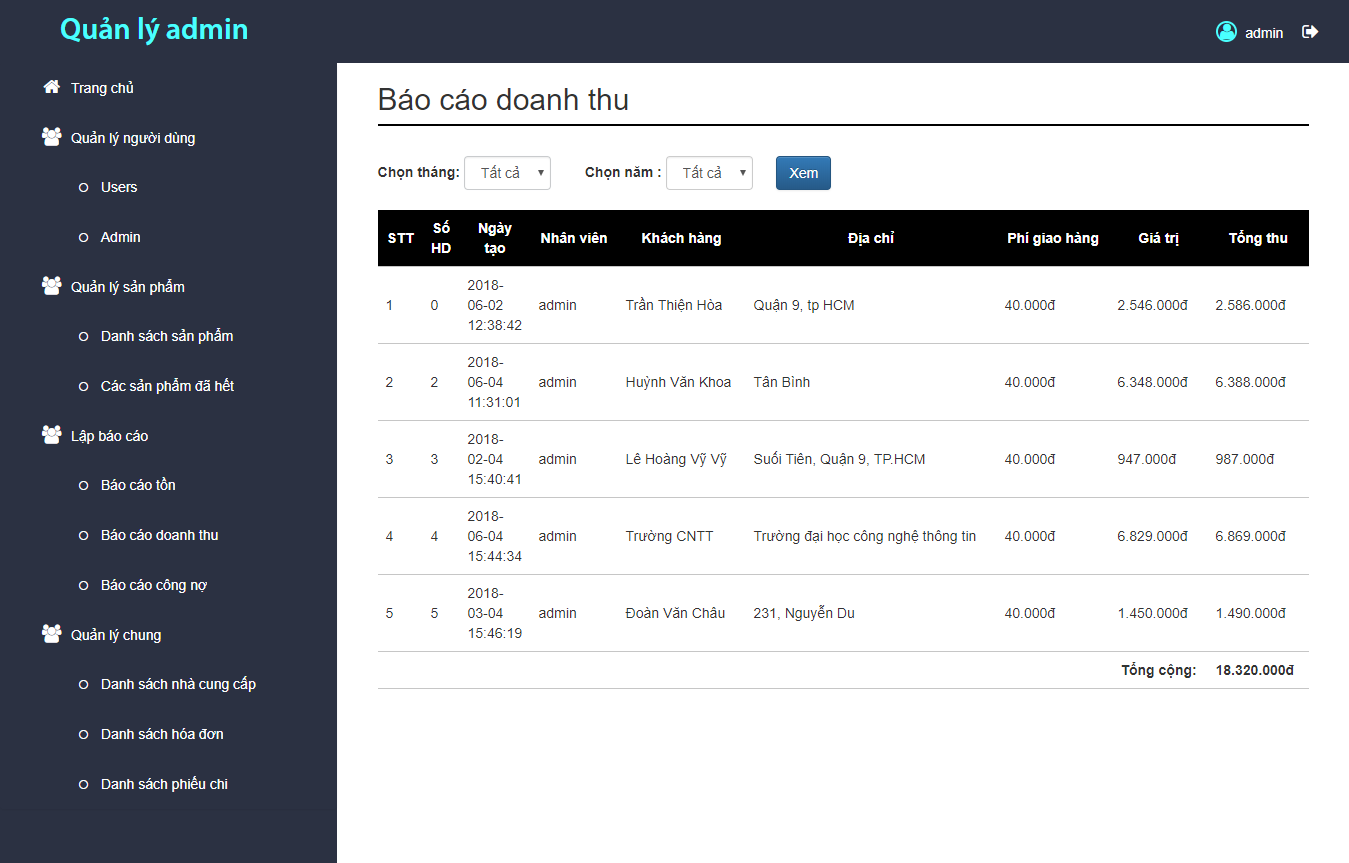 Quản lý admin
admin
Trang chủ
Quản lý người dùng
Users
Admin
Quản lý sản phẩm
Danh sách sản phẩm
Các sản phẩm đã hết
Lập báo cáo
Báo cáo tồn
Báo cáo doanh thu
Báo cáo công nợ
Quản lý chung
Danh sách nhà cung cấp
Danh sách hóa đơn
Danh sách phiếu chi
Báo cáo doanh thu
Chọn tháng: Tất cả Chọn năm : Tất cả Xem
STT Số HD Ngày tạo Nhân viên Khách hàng Địa chỉ Phí giao hàng Giá trị Tổng thu
1 0 2018-06-02 12:38:42 admin Trần Thiện Hòa Quận 9, tp HCM 40.000đ 2.546.000đ 2.586.000đ
2 2 2018-06-04 11:31:01 admin Huỳnh Văn Khoa Tân Bình 40.000đ 6.348.000đ 6.388.000đ
3 3 2018-02-04 15:40:41 admin Lê Hoàng Vỹ Vỹ Suối Tiên, Quận 9, TP.HCM 40.000đ 947.000đ 987.000đ
4 4 2018-06-04 15:44:34 admin Trường CNTT Trường đại học công nghệ thông tin 40.000đ 6.829.000đ 6.869.000đ
5 5 2018-03-04 15:46:19 admin Đoàn Văn Châu 231, Nguyễn Du 40.000đ 1.450.000đ 1.490.000đ
Tổng cộng: 18.320.000đ